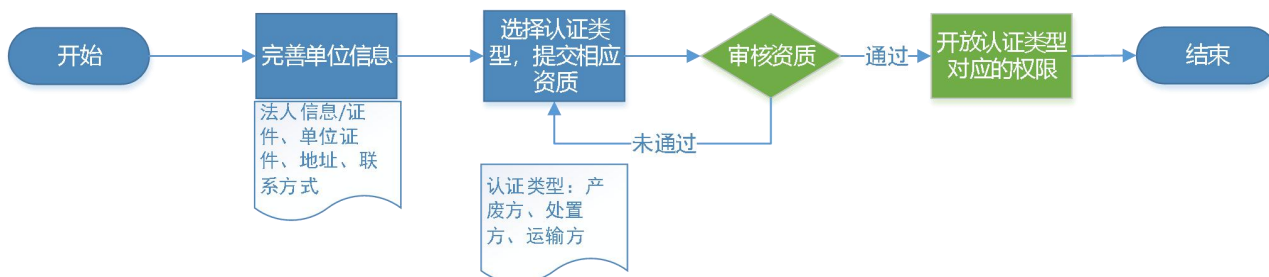 开始
完善单位信息
法人信息/证
件、单位证
件、地址、联
系方式
选择认证类
型，提交相应
资质
认证类型：产
废方、处置
方、运输方
审核资质
未通过
通过
开放认证类型
对应的权限
结束